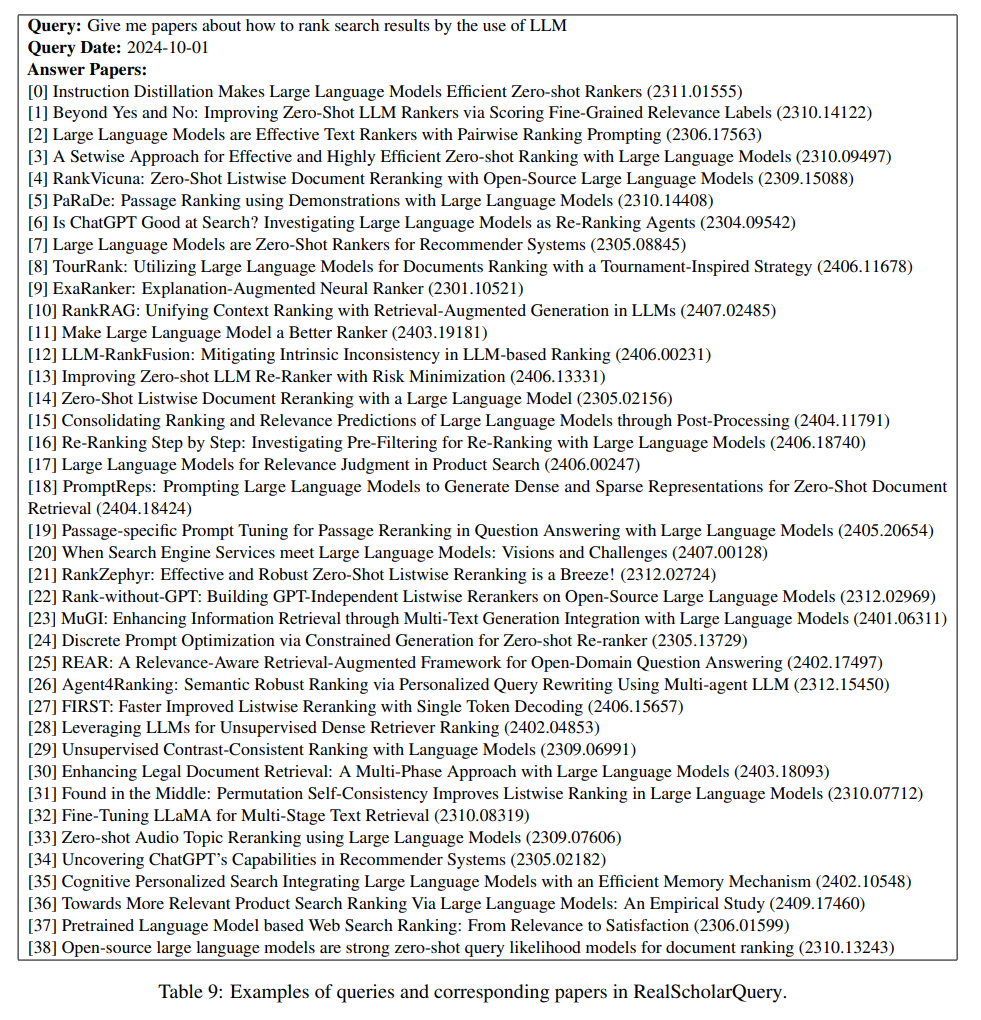 Query: Give me papers about how to rank search results by the use of LLM
Query Date: 2024-10-01
Answer Papers:
[0] Instruction Distillation Makes Large Language Models Efficient Zero-shot Rankers (2311.01555)
[1] Beyond Yes and No: Improving Zero-Shot LLM Rankers via Scoring Fine-Grained Relevance Labels (2310.14122)
[2] Large Language Models are Effective Text Rankers with Pairwise Ranking Prompting (2306.17563)
[3] A Setwise Approach for Effective and Highly Efficient Zero-shot Ranking with Large Language Models (2310.09497)
[4] RankVicuna: Zero-Shot Listwise Document Reranking with Open-Source Large Language Models (2309.15088)
[5] PaRaDe: Passage Ranking using Demonstrations with Large Language Models (2310.14408)
[6] Is ChatGPT Good at Search? Investigating Large Language Models as Re-Ranking Agents (2304.09542)
[7] Large Language Models are Zero-Shot Rankers for Recommender Systems (2305.08845)
[8] TourRank: Utilizing Large Language Models for Documents Ranking with a Tournament-Inspired Strategy (2406.11678)
[9] ExaRanker: Explanation-Augmented Neural Ranker (2301.10521)
[10] RankRAG: Unifying Context Ranking with Retrieval-Augmented Generation in LLMs (2407.02485)
[11] Make Large Language Model a Better Ranker (2403.19181)
[12] LLM-RankFusion: Mitigating Intrinsic Inconsistency in LLM-based Ranking (2406.00231)
[13] Improving Zero-shot LLM Re-Ranker with Risk Minimization (2406.13331)
[14] Zero-Shot Listwise Document Reranking with a Large Language Model (2305.02156)
[15] Consolidating Ranking and Relevance Predictions of Large Language Models through Post-Processing (2404.11791)
[16] Re-Ranking Step by Step: Investigating Pre-Filtering for Re-Ranking with Large Language Models (2406.18740)
[17] Large Language Models for Relevance Judgment in Product Search (2406.00247)
[18] PromptReps: Prompting Large Language Models to Generate Dense and Sparse Representations for Zero-Shot Document
Retrieval (2404.18424)
[19] Passage-specific Prompt Tuning for Passage Reranking in Question Answering with Large Language Models (2405.20654)
[20] When Search Engine Services meet Large Language Models: Visions and Challenges (2407.00128)
[21] RankZephyr: Effective and Robust Zero-Shot Listwise Reranking is a Breeze! (2312.02724)
[22] Rank-without-GPT: Building GPT-Independent Listwise Rerankers on Open-Source Large Language Models (2312.02969)
[23] MuGI: Enhancing Information Retrieval through Multi-Text Generation Integration with Large Language Models (2401.06311)
[24] Discrete Prompt Optimization via Constrained Generation for Zero-shot Re-ranker (2305.13729)
[25] REAR: A Relevance-Aware Retrieval-Augmented Framework for Open-Domain Question Answering (2402.17497)
[26] Agent4Ranking: Semantic Robust Ranking via Personalized Query Rewriting Using Multi-agent LLM (2312.15450)
[27] FIRST: Faster Improved Listwise Reranking with Single Token Decoding (2406.15657)
[28] Leveraging LLMs for Unsupervised Dense Retriever Ranking (2402.04853)
[29] Unsupervised Contrast-Consistent Ranking with Language Models (2309.06991)
[30] Enhancing Legal Document Retrieval: A Multi-Phase Approach with Large Language Models (2403.18093)
[31] Found in the Middle: Permutation Self-Consistency Improves Listwise Ranking in Large Language Models (2310.07712)
[32] Fine-Tuning LLaMA for Multi-Stage Text Retrieval (2310.08319)
[33] Zero-shot Audio Topic Reranking using Large Language Models (2309.07606)
[34] Uncovering ChatGPT's Capabilities in Recommender Systems (2305.02182)
[35] Cognitive Personalized Search Integrating Large Language Models with an Efficient Memory Mechanism (2402.10548)
[36] Towards More Relevant Product Search Ranking Via Large Language Models: An Empirical Study (2409.17460)
[37] Pretrained Language Model based Web Search Ranking: From Relevance to Satisfaction (2306.01599)
[38] Open-source large language models are strong zero-shot query likelihood models for document ranking (2310.13243)
Table 9: Examples of queries and corresponding papers in RealScholarQuery.